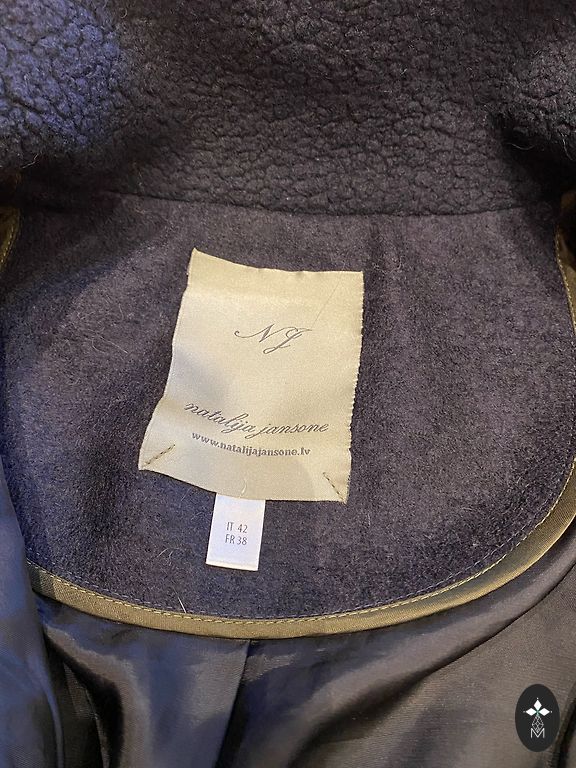 NJ
natalija jansone
www.natalijajansone.lv
IT 42
FR 38
M